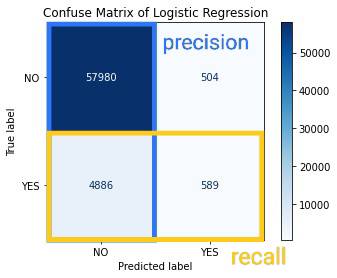 Confuse Matrix of Logistic Regression
precision
NO
57980
504
50000
40000
True label
30000
20000
YES
4886
589
10000
NO
YES
recall
Predicted label